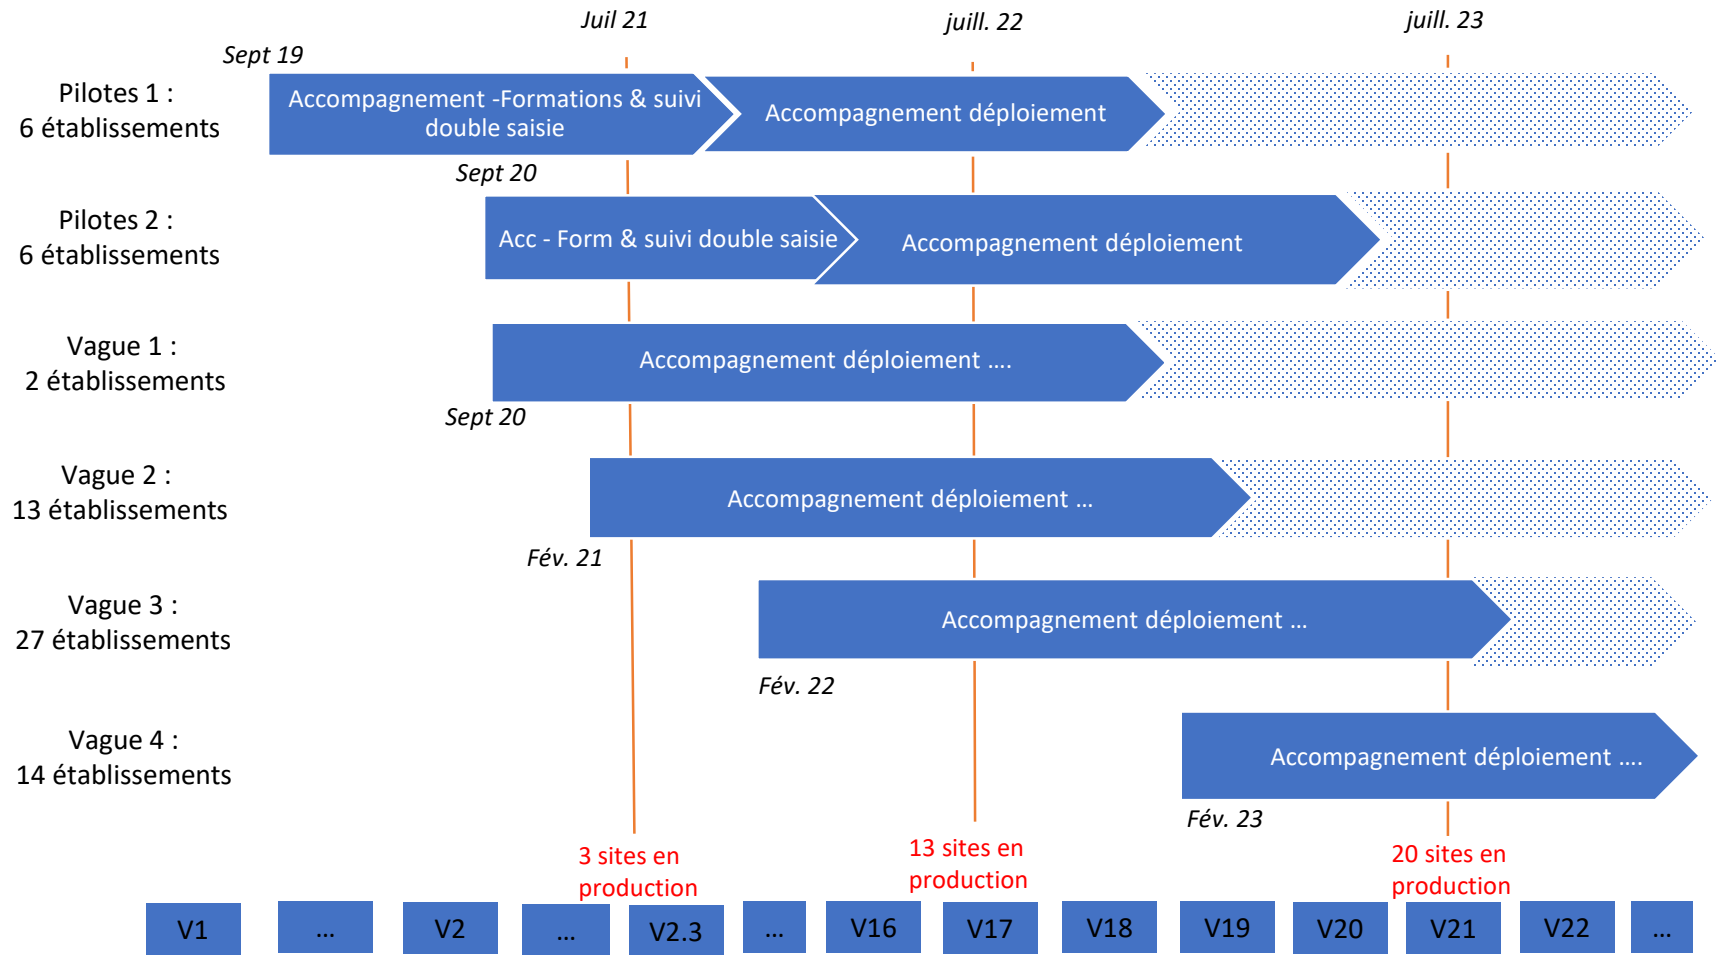 Juil 21
juill. 22
juill. 23
Sept 19
Pilotes 1 :
6 établissements
Accompagnement -Formations & suivi
double saisie
Accompagnement déploiement
Sept 20
Pilotes 2 :
6 établissements
Acc - Form & suivi double saisie
Accompagnement déploiement
Vague 1 :
2 établissements
Accompagnement déploiement ....
Sept 20
Vague 2 :
13 établissements
Accompagnement déploiement ...
Fév. 21
Vague 3 :
27 établissements
Accompagnement déploiement ...
Fév. 22
Vague 4 :
14 établissements
Accompagnement déploiement ....
Fév. 23
3 sites en
production
13 sites en
production
20 sites en
production
V1
...
V2
...
V2.3
...
V16
V17
V18
V19
V20
V21
V22
...